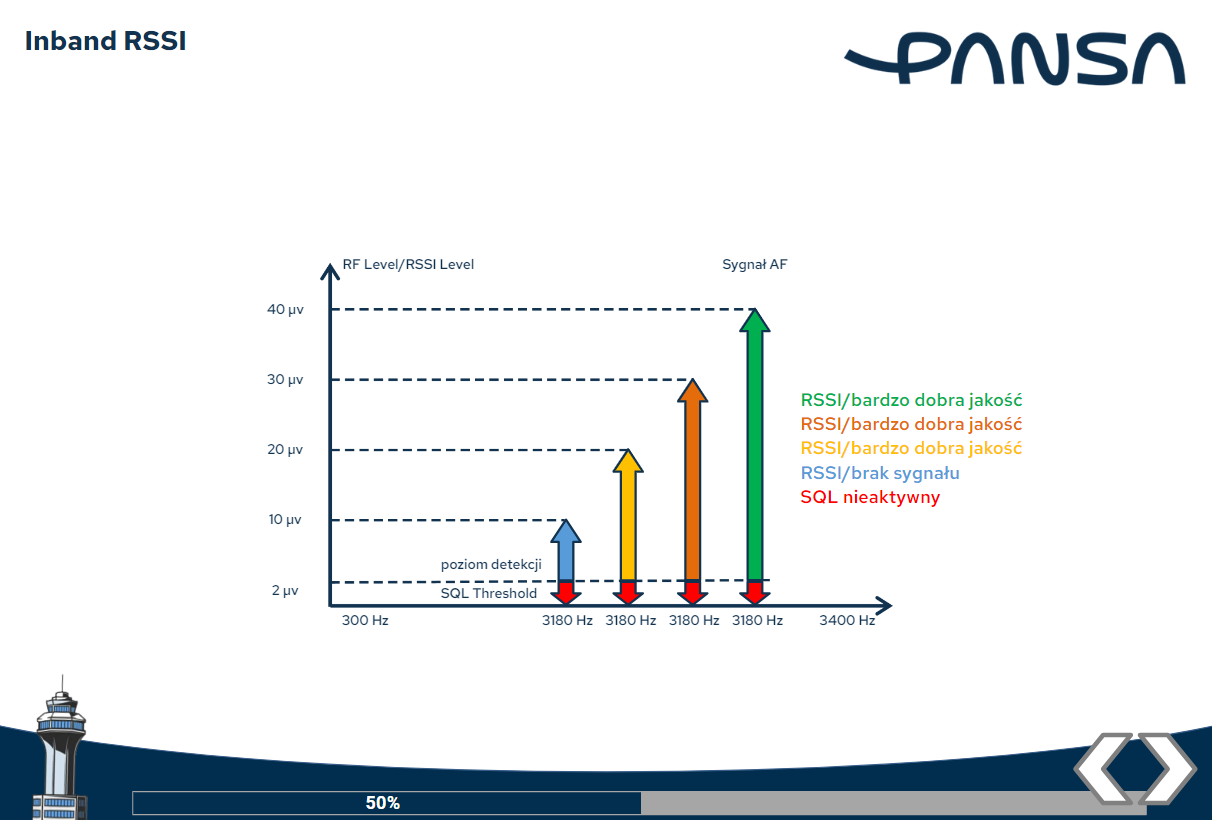 Inband RSSI
PANSA
RF Level/RSSI Level
Sygnał AF
40 μv
30 μv
20 μv
10 μv
2 μv
poziom detekcji
SQL Threshold
RSSI/bardzo dobra jakość
RSSI/bardzo dobra jakość
RSSI/bardzo dobra jakość
RSSI/brak sygnału
SQL nieaktywny
300 Hz
3180 Hz
3180 Hz
3180 Hz
3180 Hz
3400 Hz
50%